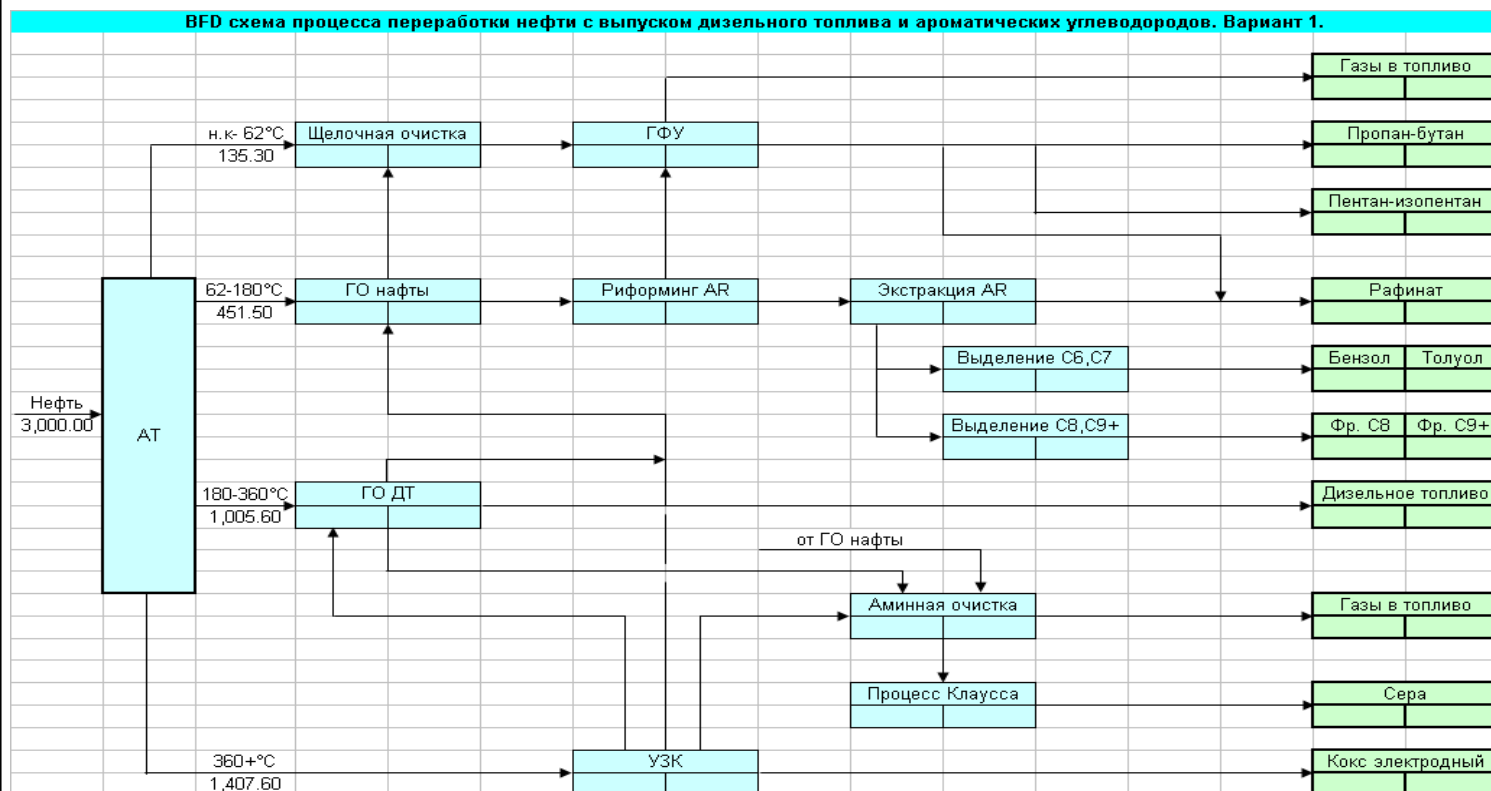 BFD схема процесса переработки нефти с выпуском дизельного топлива и ароматических углеводородов. Вариант 1.
Газы в топливо
н.к- 62°C
135.30
Щелочная очистка
ГФУ
Пропан-бутан
Пентан-изопентан
62-180°C
451.50
ГО нафты
Риформинг AR
Экстракция AR
Рафинат
Выделение С6,С7
Бензол
Толуол
Нефть
3,000.00
АТ
Выделение С8,С9+
Фр. С8
Фр. С9+
180-360°C
1,005.60
ГО ДТ
Дизельное топливо
от ГО нафты
Аминная очистка
Газы в топливо
Процесс Клаусса
Сера
360+°C
1,407.60
УЗК
Кокс электродный